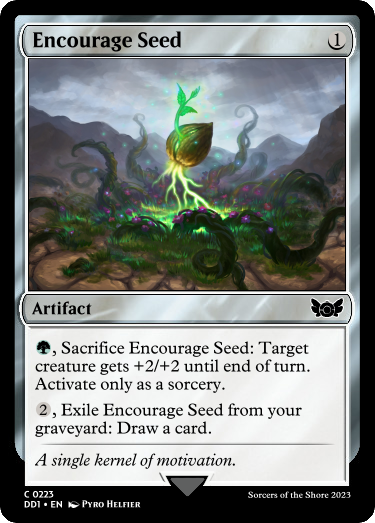 Encourage Seed 1
Artifact
, Sacrifice Encourage Seed: Target
creature gets +2/+2 until end of turn.
Activate only as a sorcery.
2, Exile Encourage Seed from your
graveyard: Draw a card.
A single kernel of motivation.
C 0223
DD1 • EN Pyro Helfier
Sorcers of the Shore 2023